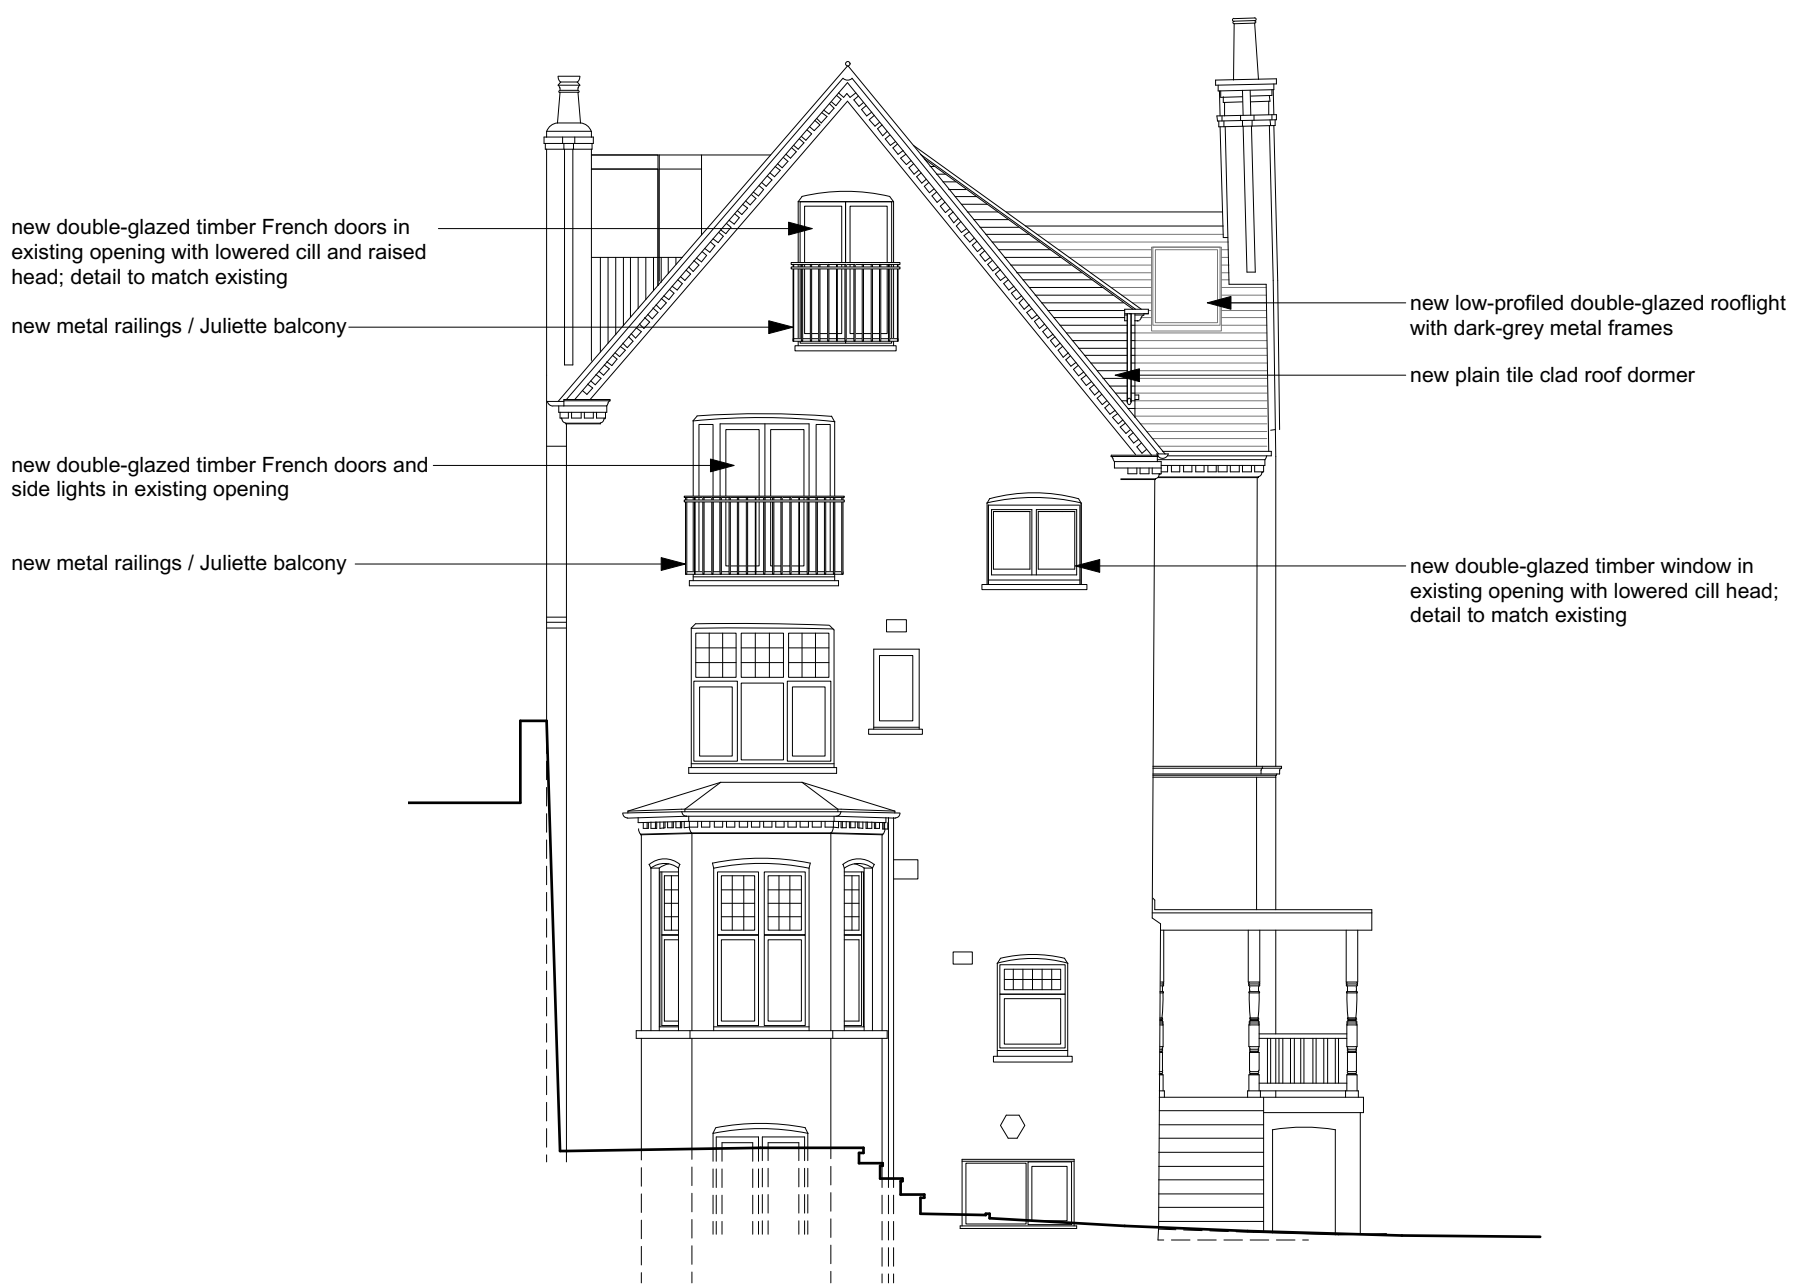 new double-glazed timber French doors in
existing opening with lowered cill and raised
head; detail to match existing
new metal railings / Juliette balcony
new double-glazed timber French doors and
side lights in existing opening
new metal railings / Juliette balcony
new low-profiled double-glazed rooflight
with dark-grey metal frames
new plain tile clad roof dormer
new double-glazed timber window in
existing opening with lowered cill head;
detail to match existing